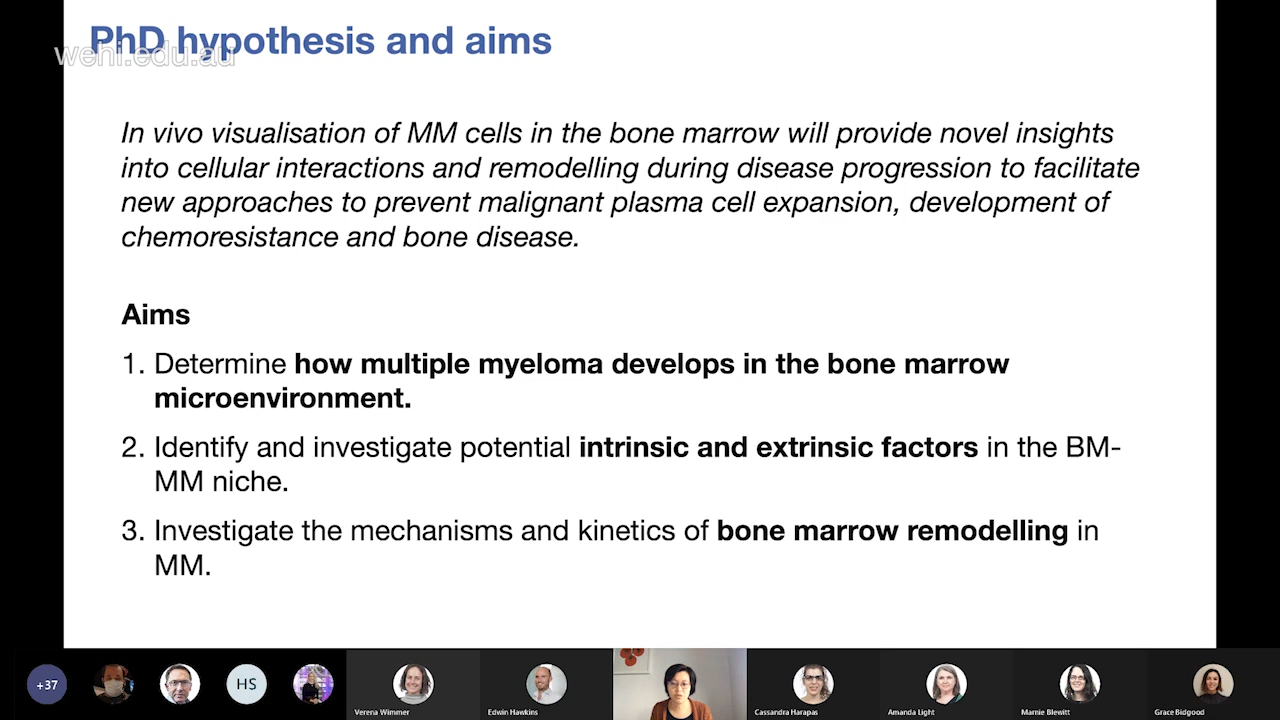 PhD hypothesis and aims
wehi.edu.au
In vivo visualisation of MM cells in the bone marrow will provide novel insights
into cellular interactions and remodelling during disease progression to facilitate
new approaches to prevent malignant plasma cell expansion, development of
chemoresistance and bone disease.
Aims
1. Determine how multiple myeloma develops in the bone marrow
microenvironment.
2. Identify and investigate potential intrinsic and extrinsic factors in the BM-
MM niche.
3. Investigate the mechanisms and kinetics of bone marrow remodelling in
MM.
+37
HS
Verena Wimmer
Edwin Hawkins
Cassandra Harapas
Amanda Light
Marnie Blewitt
Grace Bidgood